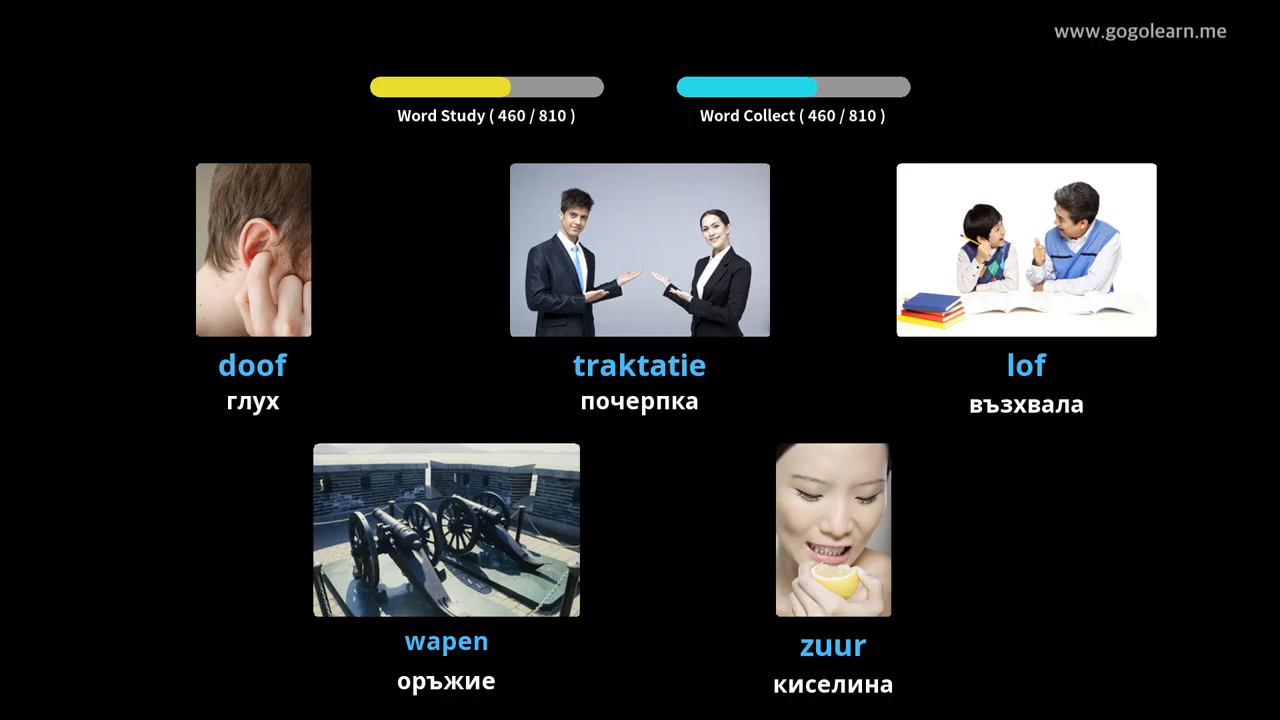 www.gogolearn.me
Word Study ( 460 / 810 )
Word Collect ( 460 / 810 )
doof
глух
traktatie
почерпка
lof
възхвала
wapen
оръжие
zuur
киселина